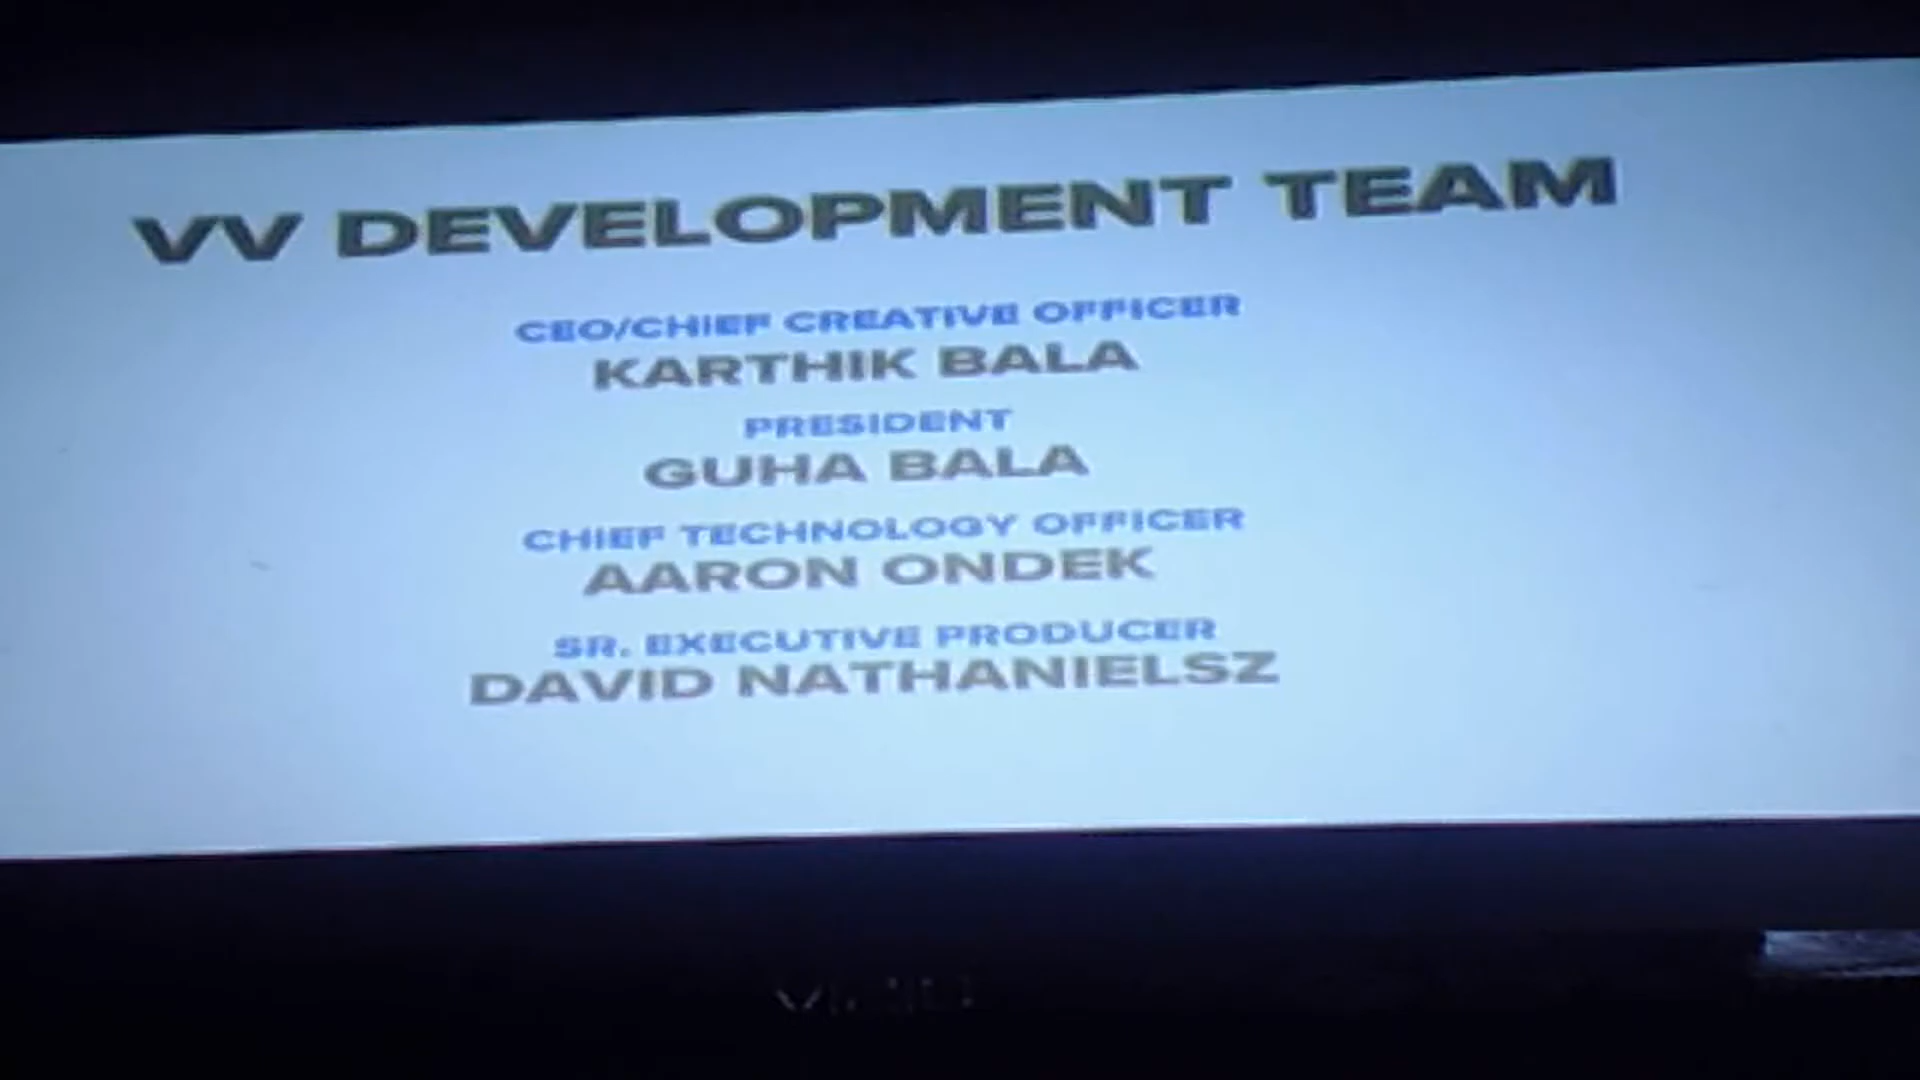 VV DEVELOPMENT TEAM
CEO/CHIEF CREATIVE OFFICER
KARTHIK BALA
PRESIDENT
GUHA BALA
CHIEF TECHNOLOGY OFFICER
AARON ONDEK
SR. EXECUTIVE PRODUCER
DAVID NATHANIELSZ